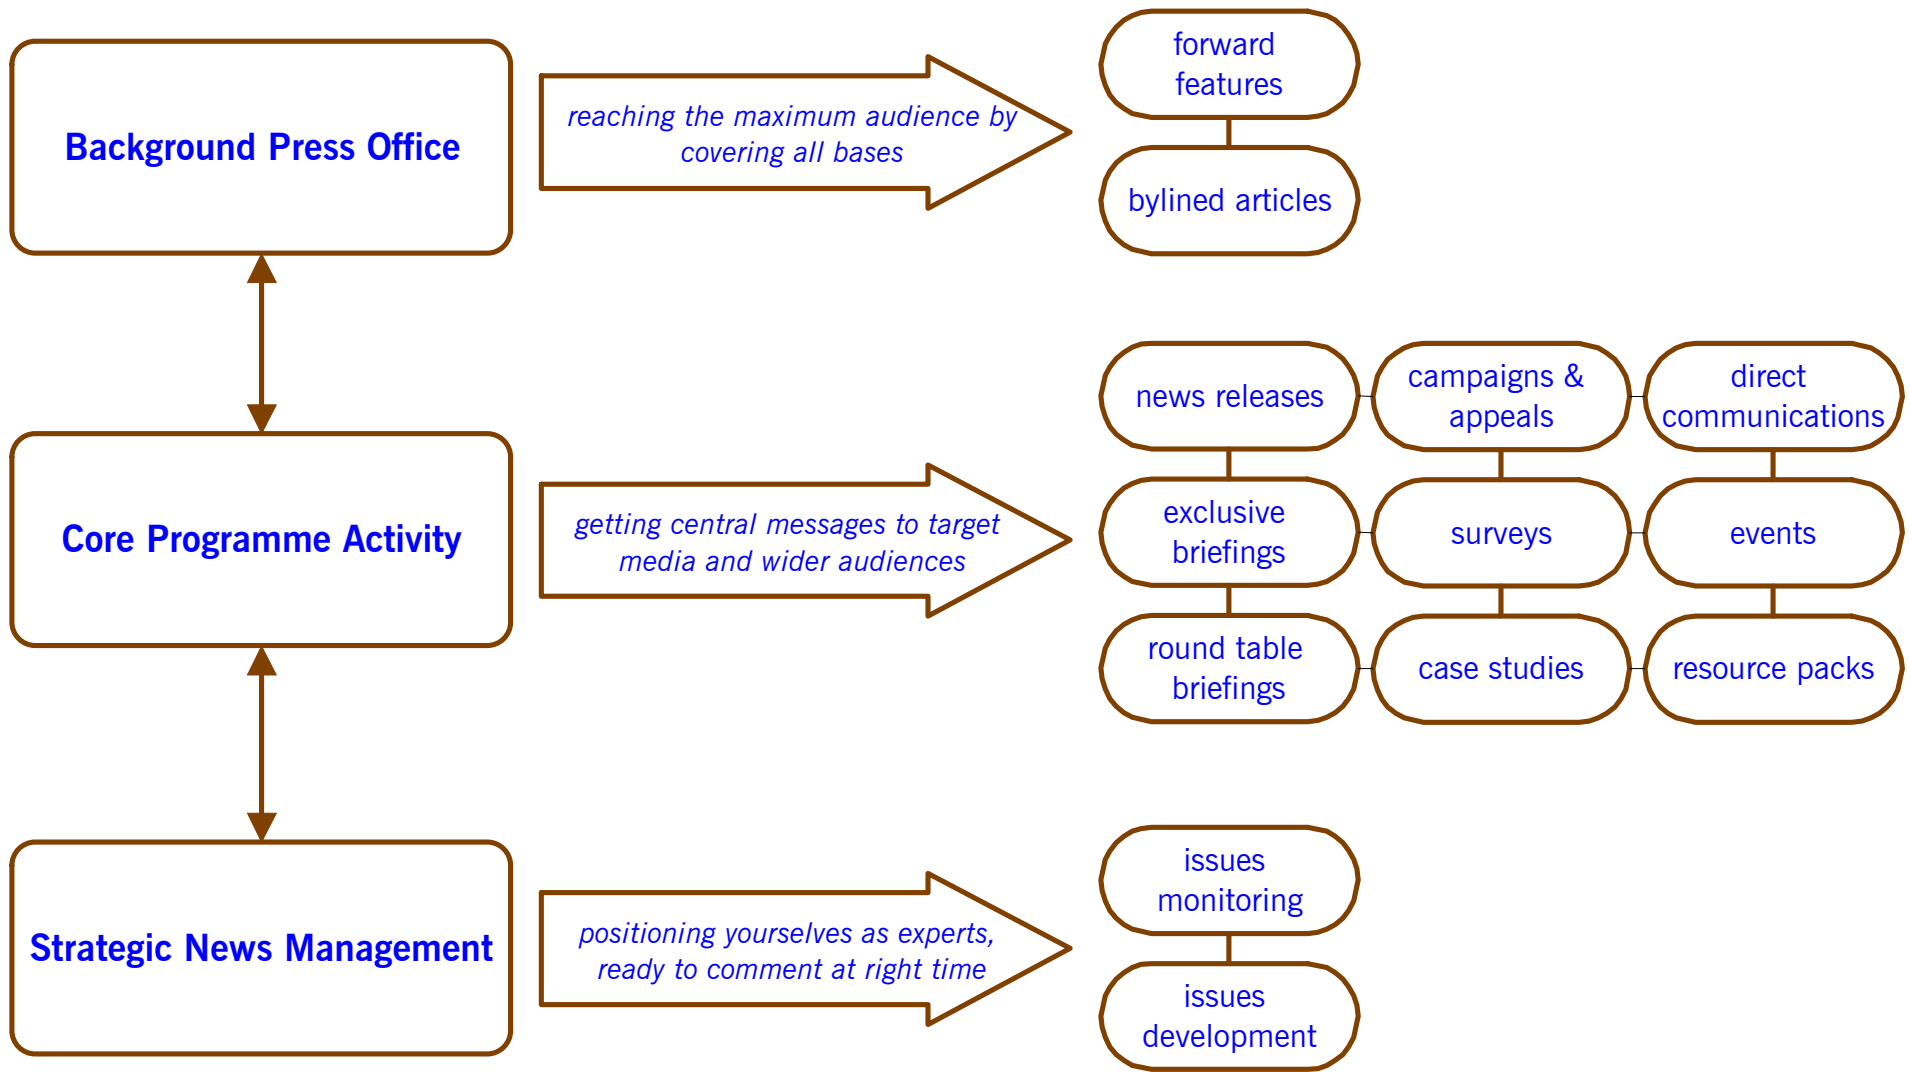 Background Press Office
reaching the maximum audience by
covering all bases
forward
features
bylined articles
Core Programme Activity
getting central messages to target
media and wider audiences
news releases
campaigns &
appeals
direct
communications
exclusive
briefings
surveys
events
round table
briefings
case studies
resource packs
Strategic News Management
positioning yourselves as experts,
ready to comment at right time
issues
monitoring
issues
development